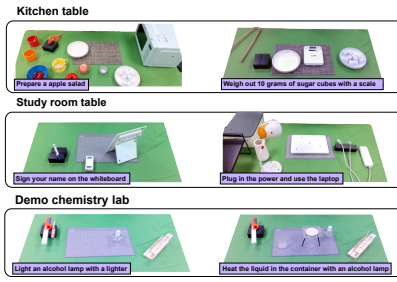 Kitchen table
Prepare a apple salad
Weigh out 10 grams of sugar cubes with a scale
Study room table
Sign your name on the whiteboard
Plug in the power and use the laptop
Demo chemistry lab
Light an alcohol lamp with a lighter
Heat the liquid in the container with an alcohol lamp